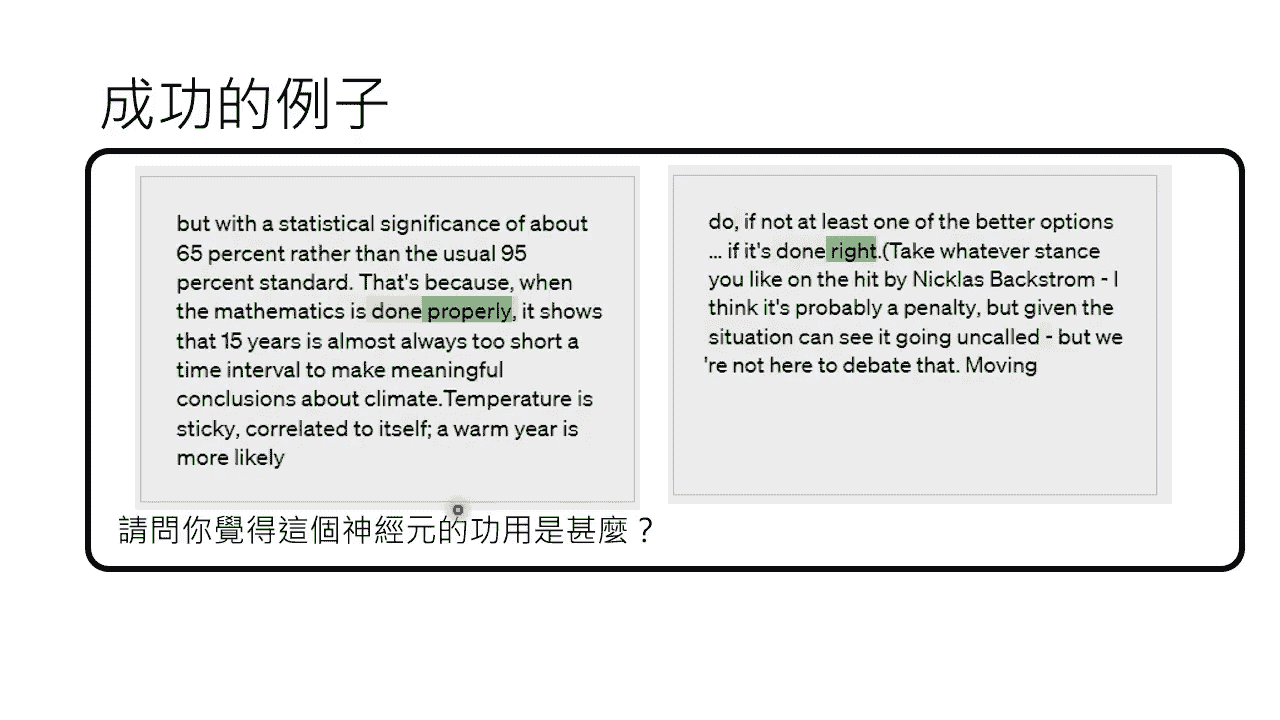 成功的例子
but with a statistical significance of about
65 percent rather than the usual 95
percent standard. That's because, when
the mathematics is done properly, it shows
that 15 years is almost always too short a
time interval to make meaningful
conclusions about climate.Temperature is
sticky, correlated to itself; a warm year is
more likely
do, if not at least one of the better options
... if it's done right.(Take whatever stance
you like on the hit by Nicklas Backstrom - I
think it's probably a penalty, but given the
situation can see it going uncalled - but we
're not here to debate that. Moving
請問你覺得這個神經元的功用是甚麼？